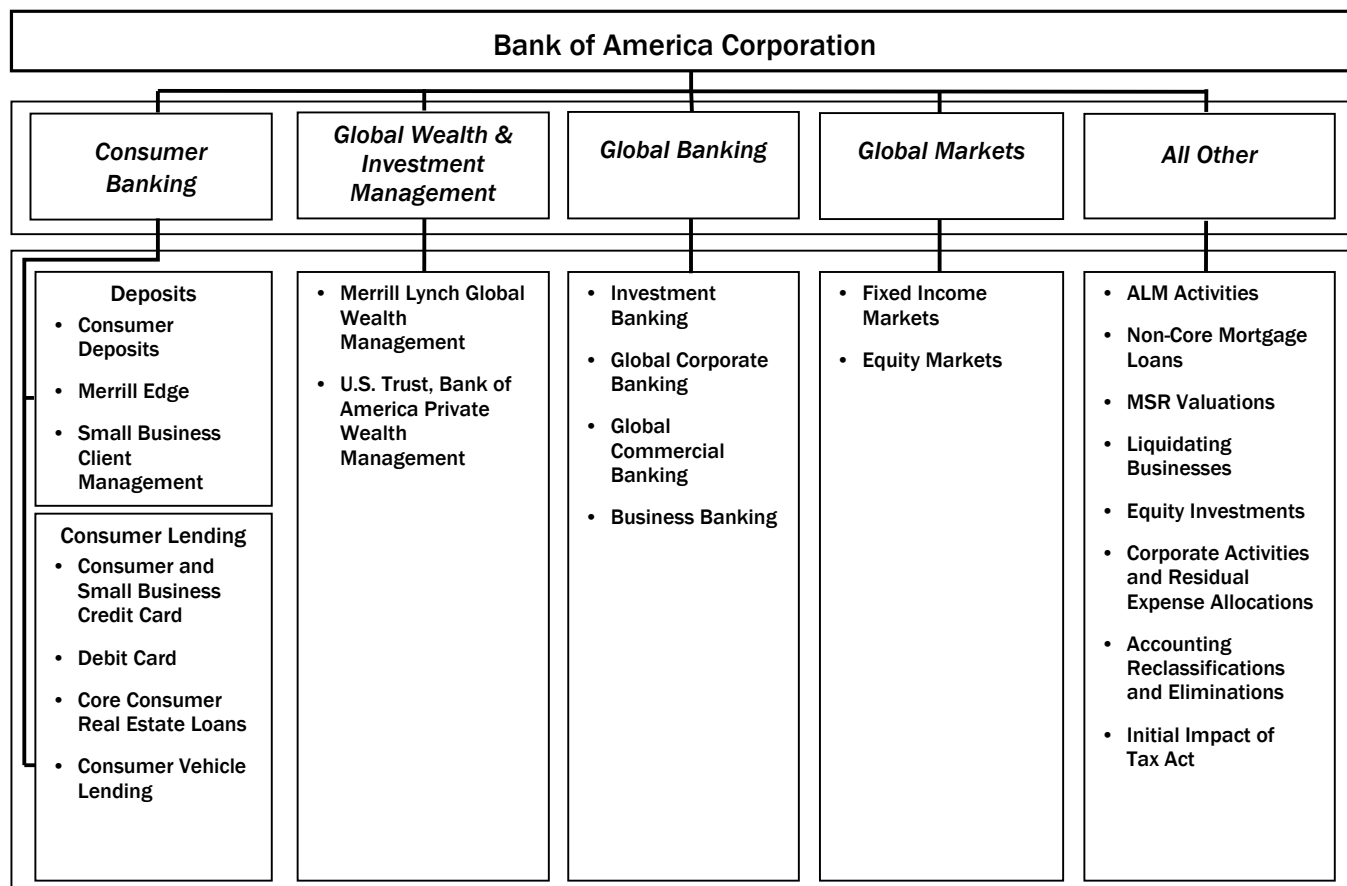 Bank of America Corporation
Consumer
Banking
Global Wealth &
Investment
Management
Global Banking
Global Markets
All Other
Deposits
• Consumer
Deposits
• Merrill Edge
• Small Business
Client
Management
Consumer Lending
• Consumer and
Small Business
Credit Card
• Debit Card
• Core Consumer
Real Estate Loans
• Consumer Vehicle
Lending
• Merrill Lynch Global
Wealth
Management
• U.S. Trust, Bank of
America Private
Wealth
Management
• Investment
Banking
• Global Corporate
Banking
• Global
Commercial
Banking
• Business Banking
• Fixed Income
Markets
• Equity Markets
• ALM Activities
• Non-Core Mortgage
Loans
• MSR Valuations
• Liquidating
Businesses
• Equity Investments
• Corporate Activities
and Residual
Expense Allocations
• Accounting
Reclassifications
and Eliminations
• Initial Impact of
Tax Act